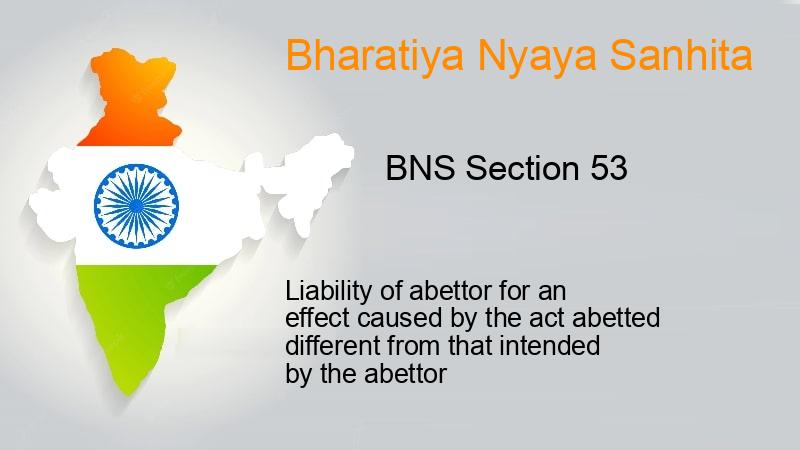 Bharatiya Nyaya Sanhita
BNS Section 53
Liability of abettor for an
effect caused by the act abetted
different from that intended
by the abettor